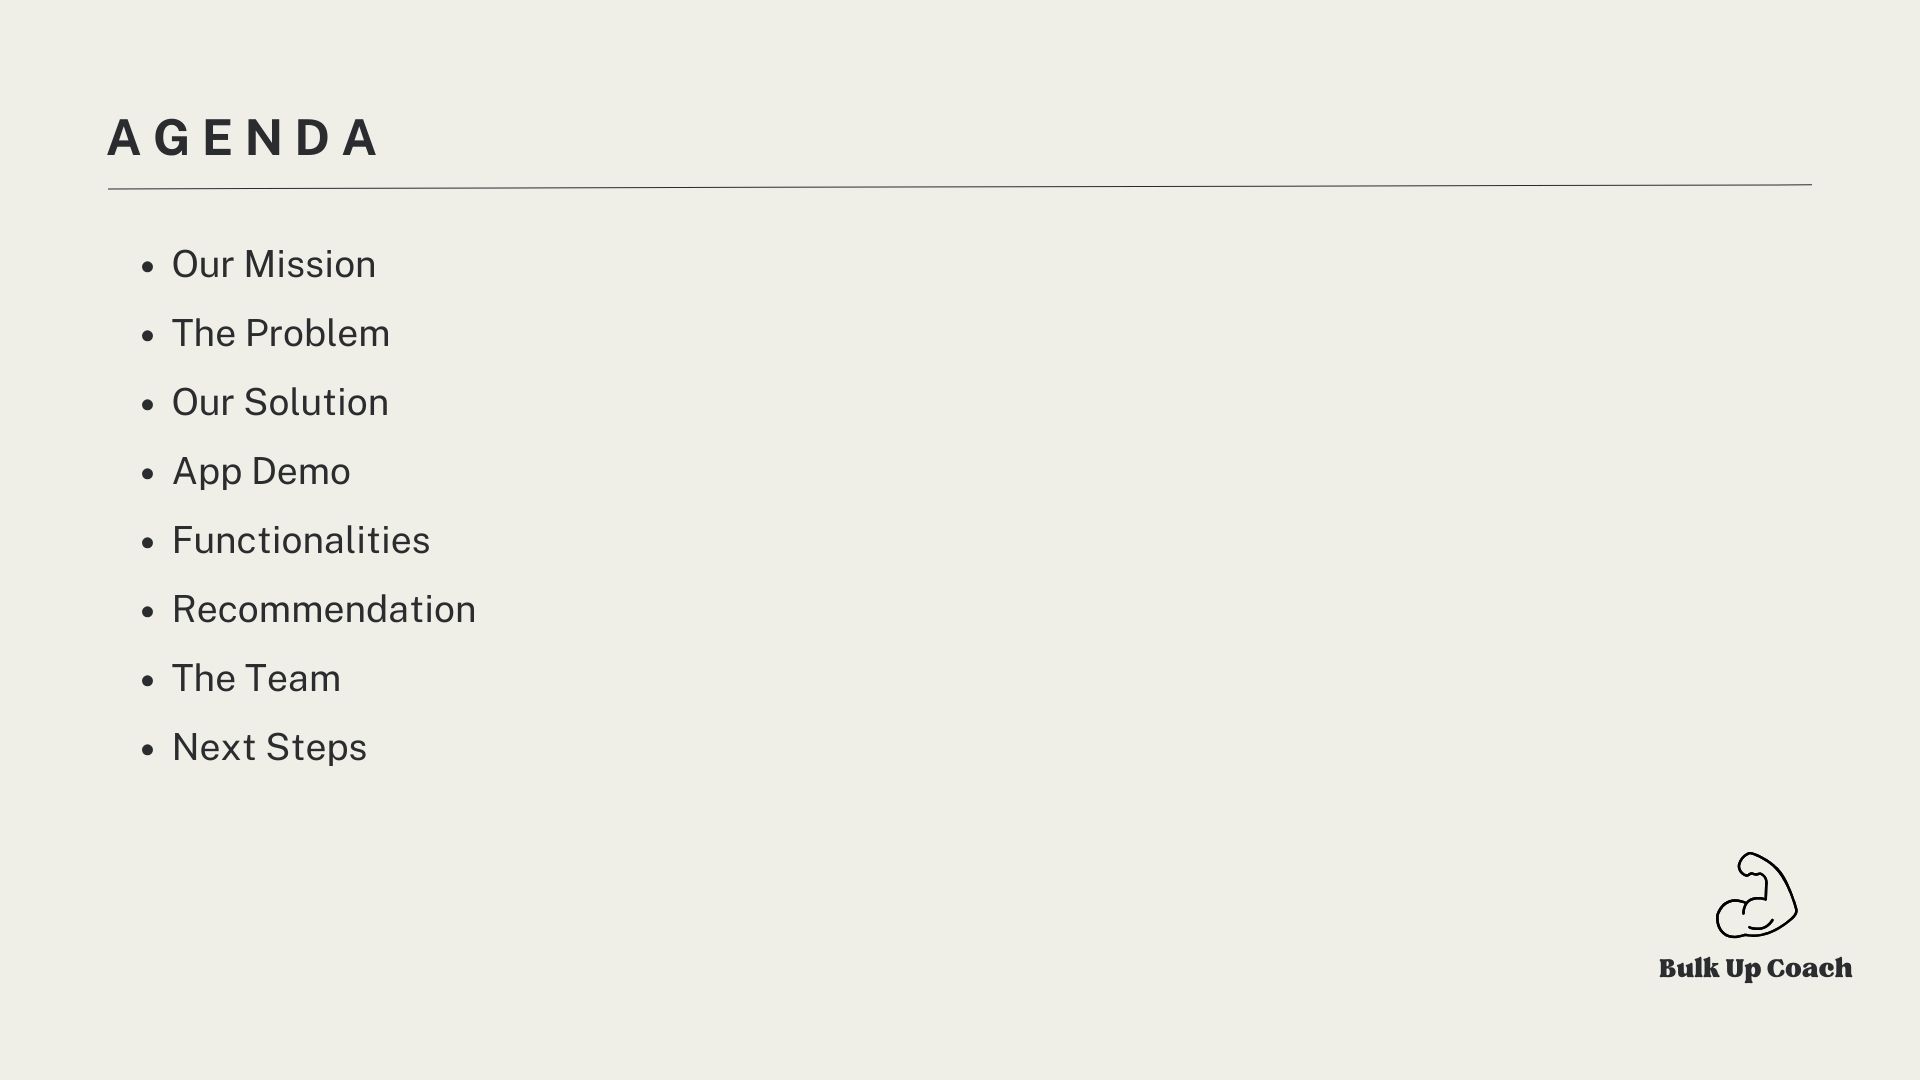 AGENDA
• Our Mission
• The Problem
• Our Solution
• App Demo
• Functionalities
• Recommendation
• The Team
• Next Steps
Bulk Up Coach